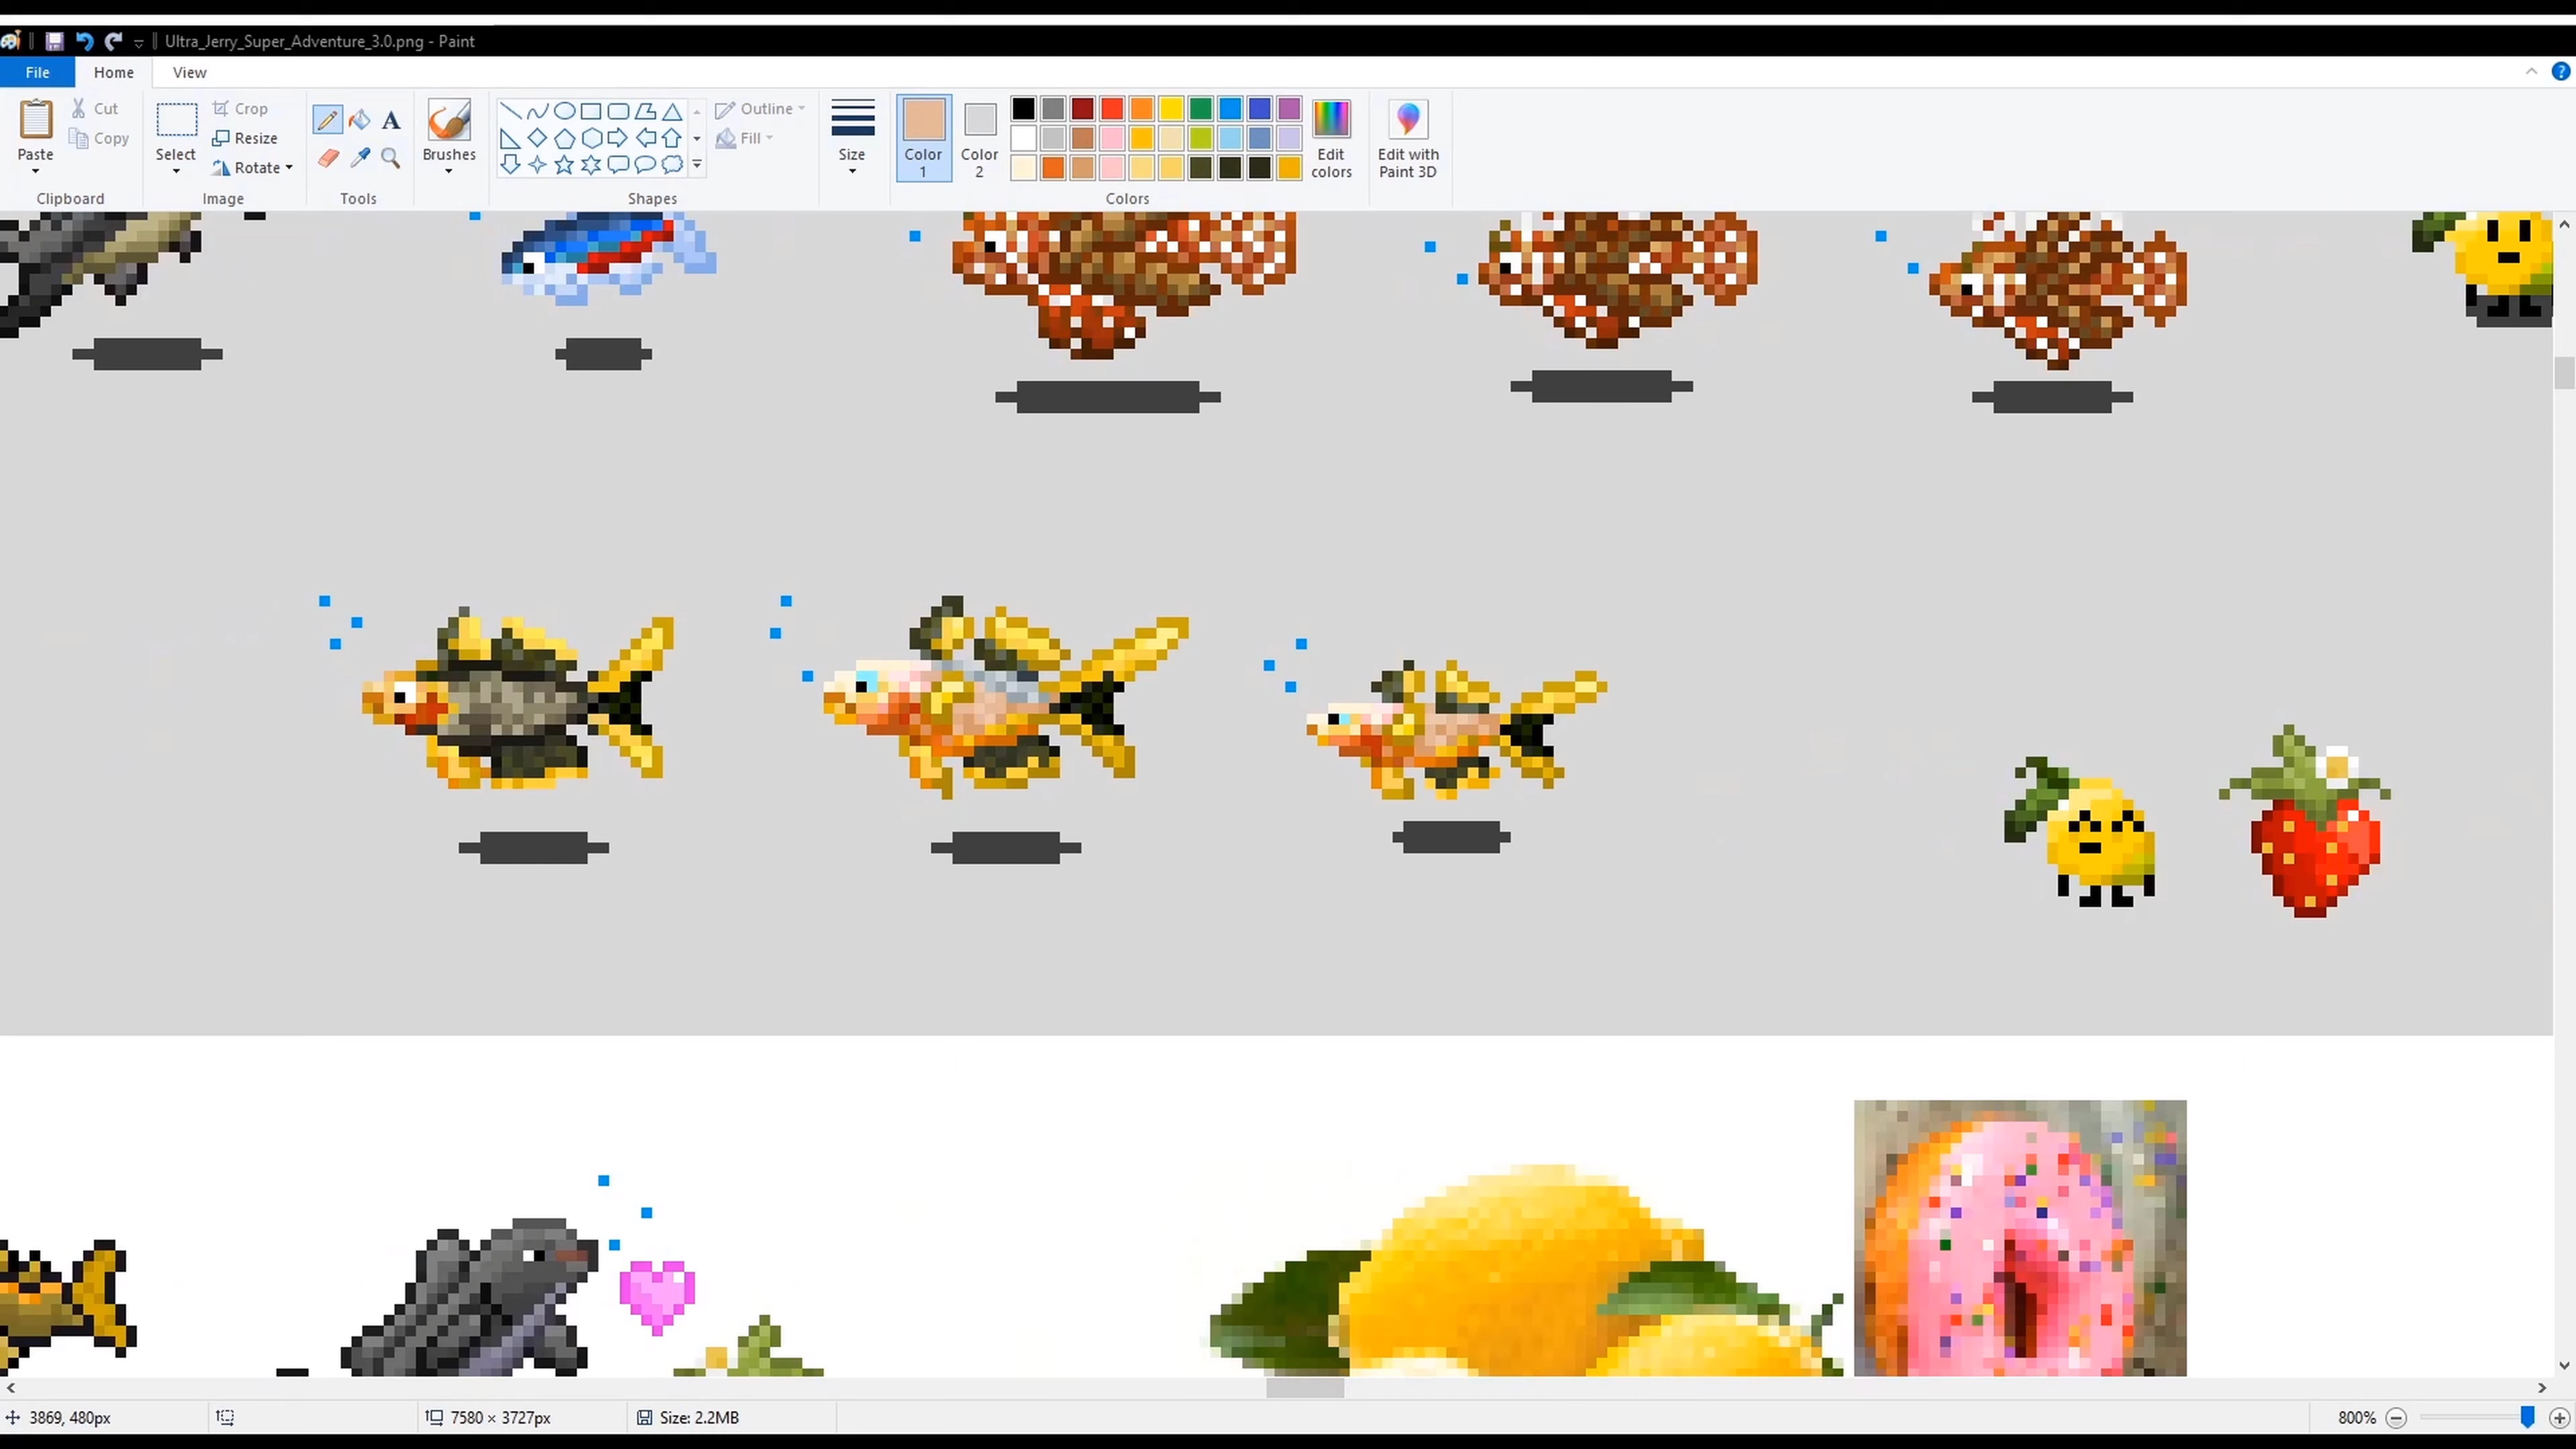 Ultra_Jerry_Super_Adventure_3.0.png - Paint
File Home View
Paste
Cut
Copy
Clipboard
Select
Crop
Resize
Rotate
Image
A
Tools
Brushes
Shapes
Outline
Fill
Size
Color 1
Color 2
Colors
Edit colors
Edit with Paint 3D
?
3869, 480px
7580 × 3727px
Size: 2.2MB
800%